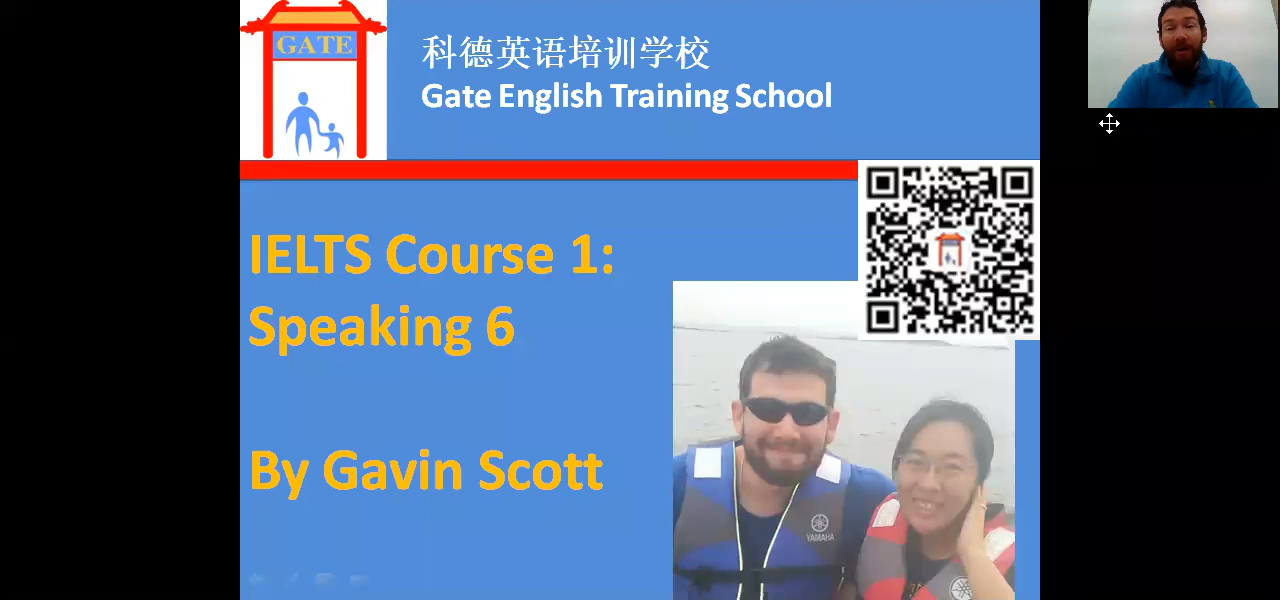 GATE
科德英语培训学校
Gate English Training School
IELTS Course 1:
Speaking 6
By Gavin Scott
YAMAHA